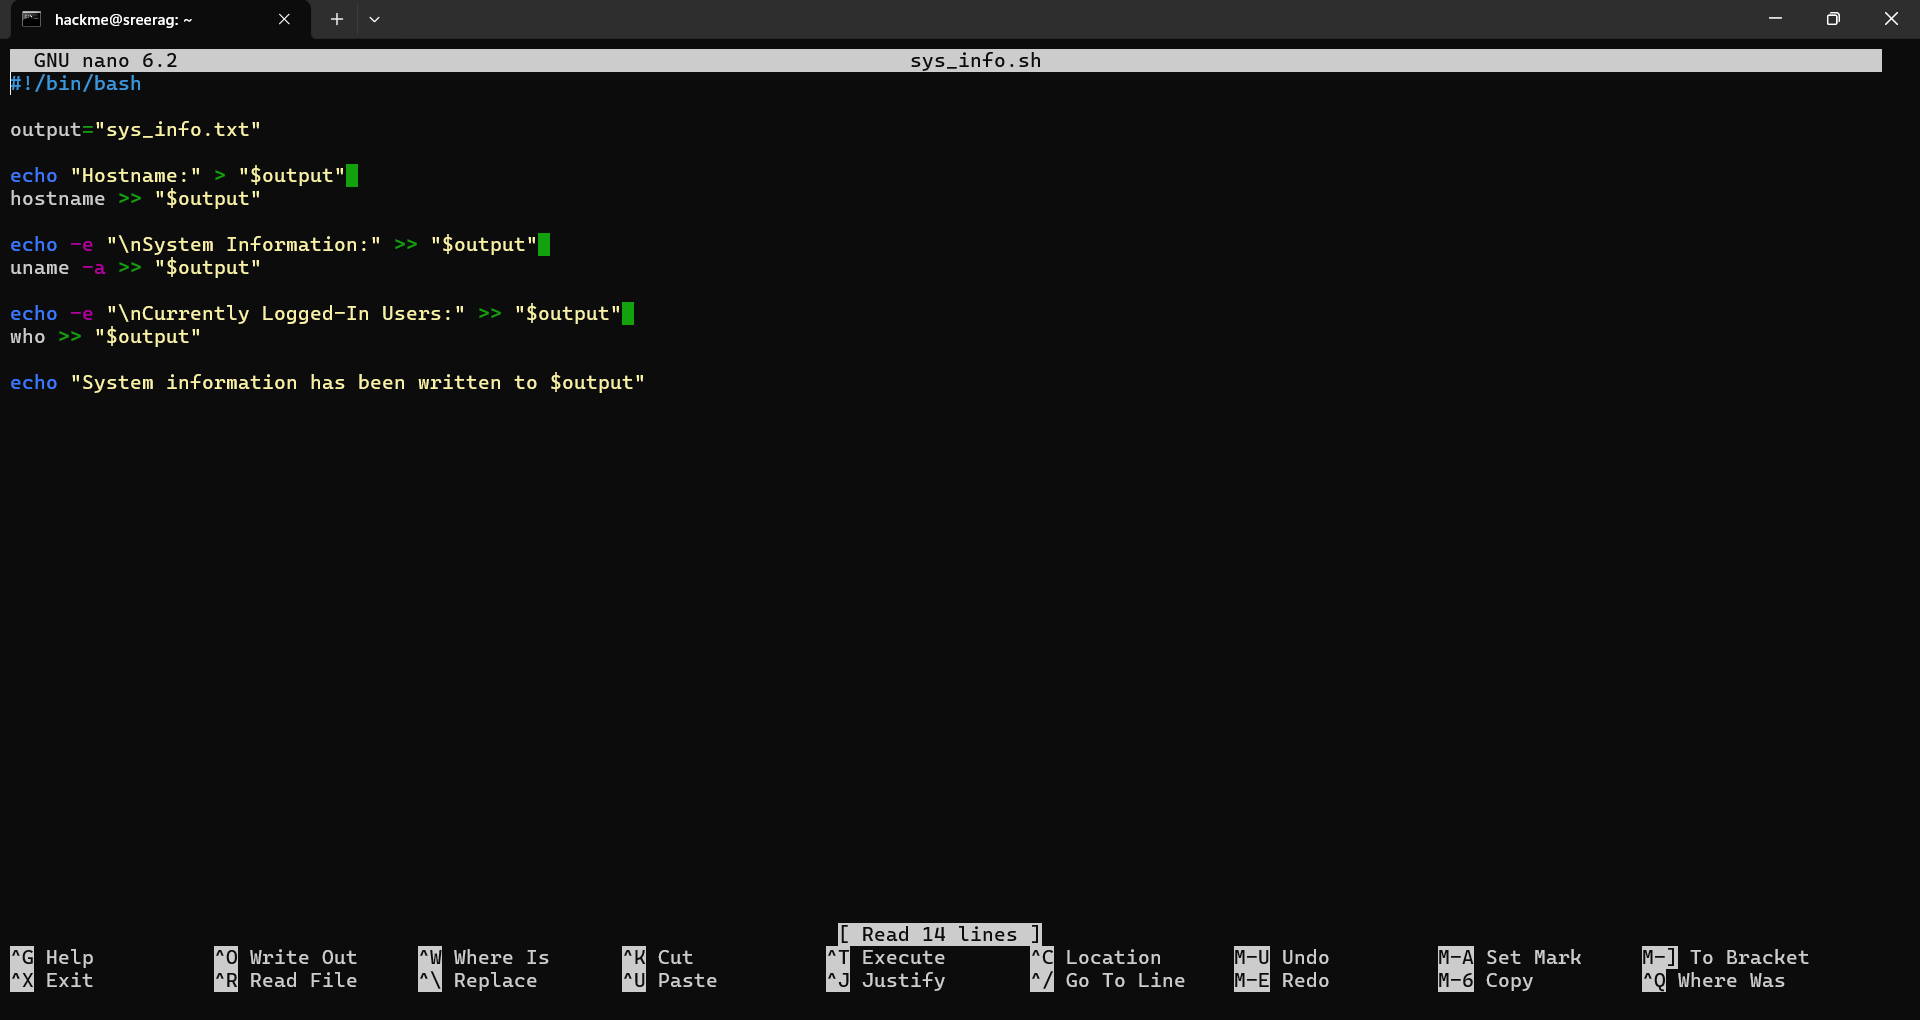 hackme@sreerag: ~
GNU nano 6.2 sys_info.sh
#!/bin/bash
output="sys_info.txt"
echo "Hostname:" > "$output"
hostname >> "$output"
echo -e "\nSystem Information:" >> "$output"
uname -a >> "$output"
echo -e "\nCurrently Logged-In Users:" >> "$output"
who >> "$output"
echo "System information has been written to $output"
[ Read 14 lines ]
^G Help ^O Write Out ^W Where Is ^K Cut ^T Execute ^C Location M-U Undo M-A Set Mark M-] To Bracket
^X Exit ^R Read File ^\ Replace ^U Paste ^J Justify ^/ Go To Line M-E Redo M-6 Copy ^Q Where Was